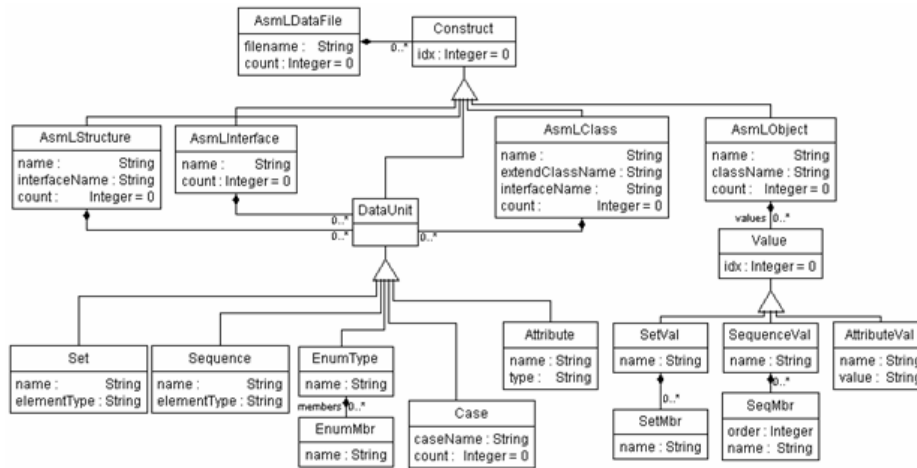 AsmLDataFile
filename : String
count : Integer = 0
0..*
Construct
idx : Integer = 0
AsmLStructure
name : String
interfaceName : String
count : Integer = 0
AsmLInterface
name : String
count : Integer = 0
AsmLClass
name : String
extendClassName : String
interfaceName : String
count : Integer = 0
AsmLObject
name : String
className : String
count : Integer = 0
0..*
0..*
DataUnit
0..*
values 0..*
Value
idx : Integer = 0
Set
name : String
elementType : String
Sequence
name : String
elementType : String
EnumType
name : String
members 0..*
EnumMbr
name : String
Case
caseName : String
count : Integer = 0
Attribute
name : String
type : String
SetVal
name : String
0..*
SetMbr
name : String
SequenceVal
name : String
0..*
SeqMbr
order : Integer
name : String
AttributeVal
name : String
value : String